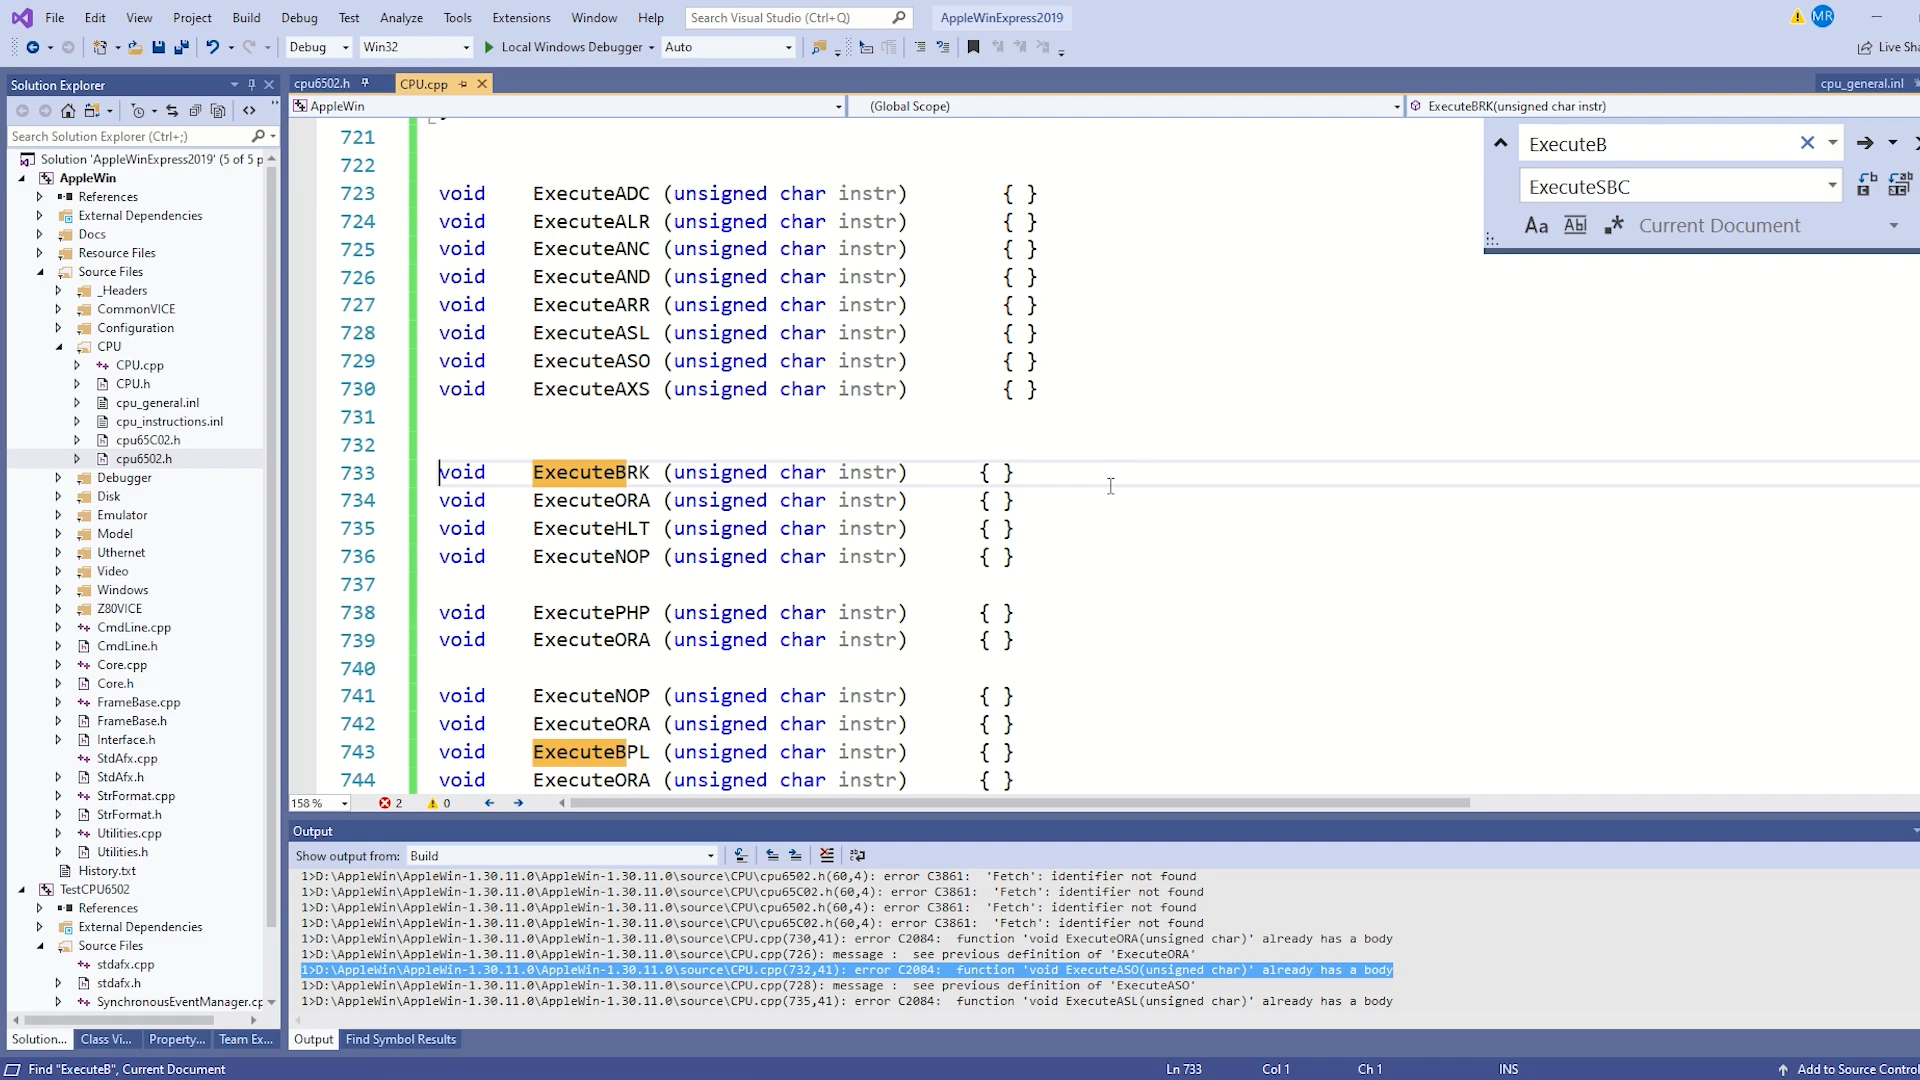 File Edit View Project Build Debug Test Analyze Tools Extensions Window Help Search Visual Studio (Ctrl+Q) AppleWinExpress2019 MR
Debug Win32 Local Windows Debugger Auto Live Sha
Solution Explorer
cpu6502.h CPU.cpp cpu_general.inl
AppleWin (Global Scope) ExecuteBRK(unsigned char instr)
Search Solution Explorer (Ctrl+;)
Solution 'AppleWinExpress2019' (5 of 5 p
AppleWin
References
External Dependencies
Docs
Resource Files
Source Files
_Headers
CommonVICE
Configuration
CPU
CPU.cpp
CPU.h
cpu_general.inl
cpu_instructions.inl
cpu65C02.h
cpu6502.h
Debugger
Disk
Emulator
Model
Uthernet
Video
Windows
Z80VICE
CmdLine.cpp
CmdLine.h
Core.cpp
Core.h
FrameBase.cpp
FrameBase.h
Interface.h
StdAfx.cpp
StdAfx.h
StrFormat.cpp
StrFormat.h
Utilities.cpp
Utilities.h
History.txt
TestCPU6502
References
External Dependencies
Source Files
stdafx.cpp
stdafx.h
SynchronousEventManager.cp
Solution... Class Vi... Property... Team Ex...
721
722
723 void ExecuteADC (unsigned char instr) { }
724 void ExecuteALR (unsigned char instr) { }
725 void ExecuteANC (unsigned char instr) { }
726 void ExecuteAND (unsigned char instr) { }
727 void ExecuteARR (unsigned char instr) { }
728 void ExecuteASL (unsigned char instr) { }
729 void ExecuteASO (unsigned char instr) { }
730 void ExecuteAXS (unsigned char instr) { }
731
732
733 void ExecuteBRK (unsigned char instr) { }
734 void ExecuteORA (unsigned char instr) { }
735 void ExecuteHLT (unsigned char instr) { }
736 void ExecuteNOP (unsigned char instr) { }
737
738 void ExecutePHP (unsigned char instr) { }
739 void ExecuteORA (unsigned char instr) { }
740
741 void ExecuteNOP (unsigned char instr) { }
742 void ExecuteORA (unsigned char instr) { }
743 void ExecuteBPL (unsigned char instr) { }
744 void ExecuteORA (unsigned char instr) { }
ExecuteB
ExecuteSBC
Aa Abl Current Document
158 % 2 0
Output
Show output from: Build
1>D:\AppleWin\AppleWin-1.30.11.0\AppleWin-1.30.11.0\source\CPU\cpu6502.h(60,4): error C3861: 'Fetch': identifier not found
1>D:\AppleWin\AppleWin-1.30.11.0\AppleWin-1.30.11.0\source\CPU\cpu65C02.h(60,4): error C3861: 'Fetch': identifier not found
1>D:\AppleWin\AppleWin-1.30.11.0\AppleWin-1.30.11.0\source\CPU\cpu6502.h(60,4): error C3861: 'Fetch': identifier not found
1>D:\AppleWin\AppleWin-1.30.11.0\AppleWin-1.30.11.0\source\CPU\cpu65C02.h(60,4): error C3861: 'Fetch': identifier not found
1>D:\AppleWin\AppleWin-1.30.11.0\AppleWin-1.30.11.0\source\CPU.cpp(730,41): error C2084: function 'void ExecuteORA(unsigned char)' already has a body
1>D:\AppleWin\AppleWin-1.30.11.0\AppleWin-1.30.11.0\source\CPU.cpp(726): message : see previous definition of 'ExecuteORA'
1>D:\AppleWin\AppleWin-1.30.11.0\AppleWin-1.30.11.0\source\CPU.cpp(732,41): error C2084: function 'void ExecuteASO(unsigned char)' already has a body
1>D:\AppleWin\AppleWin-1.30.11.0\AppleWin-1.30.11.0\source\CPU.cpp(728): message : see previous definition of 'ExecuteASO'
1>D:\AppleWin\AppleWin-1.30.11.0\AppleWin-1.30.11.0\source\CPU.cpp(735,41): error C2084: function 'void ExecuteASL(unsigned char)' already has a body
Output Find Symbol Results
Find "ExecuteB", Current Document Ln 733 Col 1 Ch 1 INS Add to Source Control